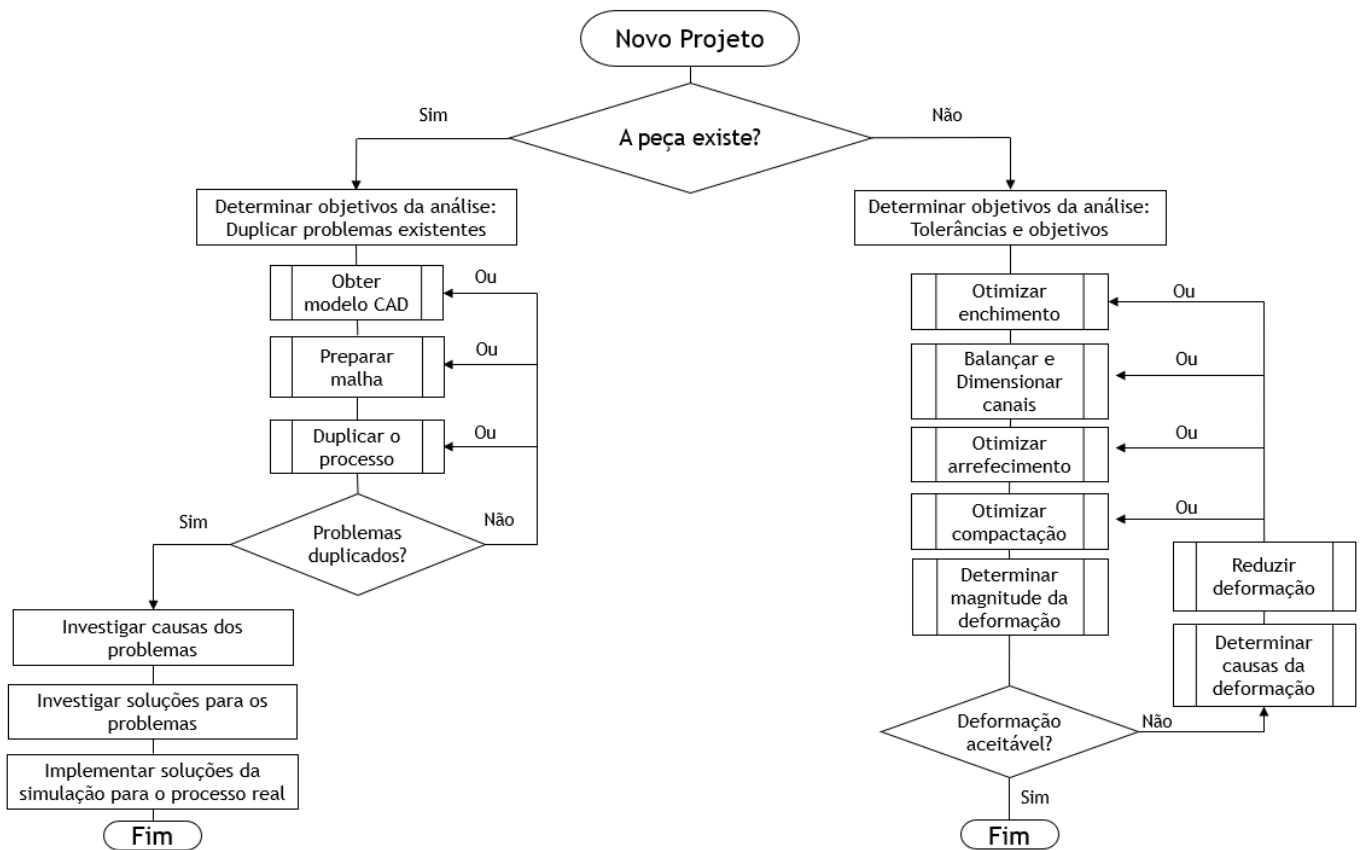 Novo Projeto
A peça existe?
Sim
Não
Determinar objetivos da análise:
Duplicar problemas existentes
Obter
modelo CAD
Ou
Preparar
malha
Ou
Duplicar o
processo
Ou
Problemas
duplicados?
Sim
Não
Investigar causas dos
problemas
Investigar soluções para os
problemas
Implementar soluções da
simulação para o processo real
Fim
Determinar objetivos da análise:
Tolerâncias e objetivos
Otimizar
enchimento
Ou
Balançar e
Dimensionar
canais
Ou
Otimizar
arrefecimento
Ou
Otimizar
compactação
Ou
Determinar
magnitude da
deformação
Reduzir
deformação
Determinar
causas da
deformação
Deformação
aceitável?
Não
Sim
Fim